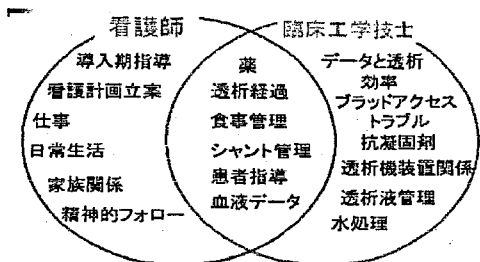 看護師
臨床工学技士
導入期指導
看護計画立案
仕事
日常生活
家族関係
精神的フォロー
薬
透析経過
食事管理
シャント管理
患者指導
血液データ
データと透析
効率
ブラッドアクセス
トラブル
抗凝固剤
透析機装置関係
透析液管理
水処理